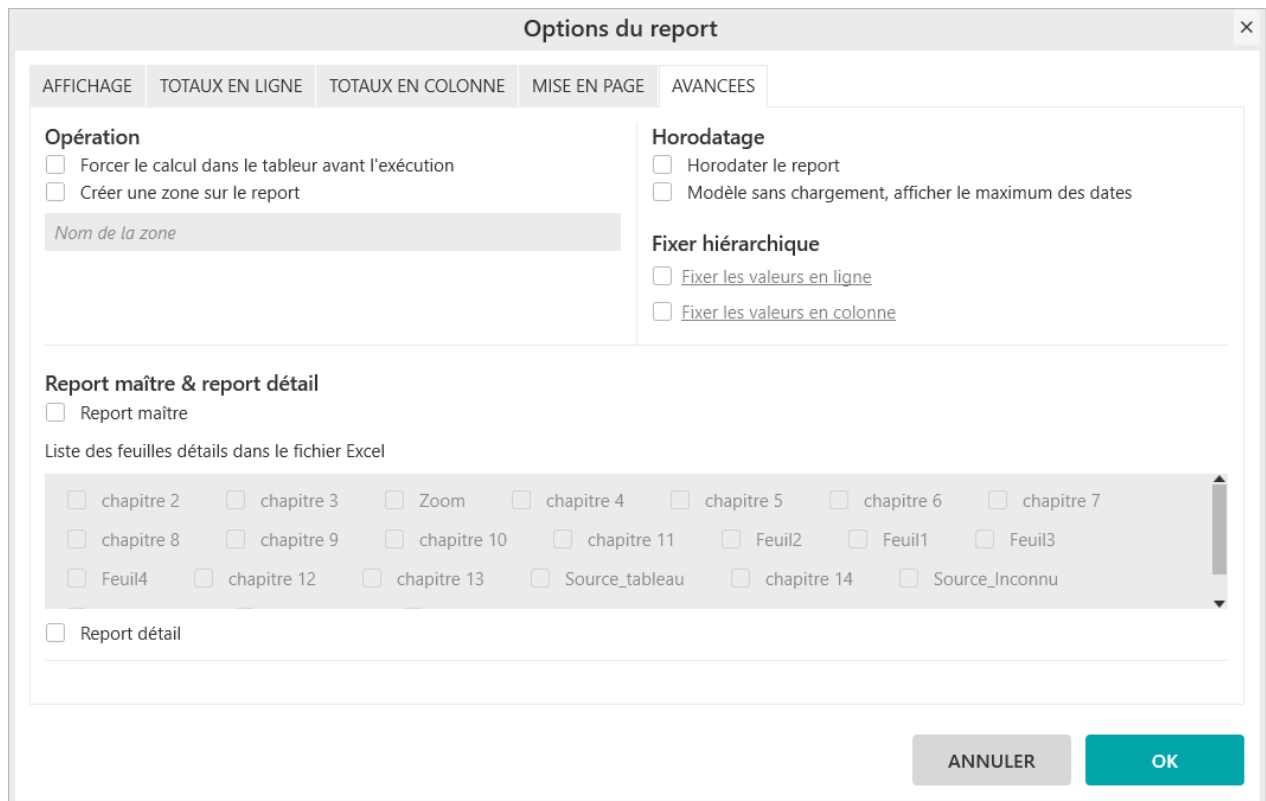 Options du report
AFFICHAGE TOTAUX EN LIGNE TOTAUX EN COLONNE MISE EN PAGE AVANCEES
Opération
Forcer le calcul dans le tableur avant l'exécution
Créer une zone sur le report
Nom de la zone
Horodatage
Horodater le report
Modèle sans chargement, afficher le maximum des dates
Fixer hiérarchique
Fixer les valeurs en ligne
Fixer les valeurs en colonne
Report maître & report détail
Report maître
Liste des feuilles détails dans le fichier Excel
chapitre 2 chapitre 3 Zoom chapitre 4 chapitre 5 chapitre 6 chapitre 7
chapitre 8 chapitre 9 chapitre 10 chapitre 11 Feuil2 Feuil1 Feuil3
Feuil4 chapitre 12 chapitre 13 Source_tableau chapitre 14 Source_Inconnu
Report détail
ANNULER OK